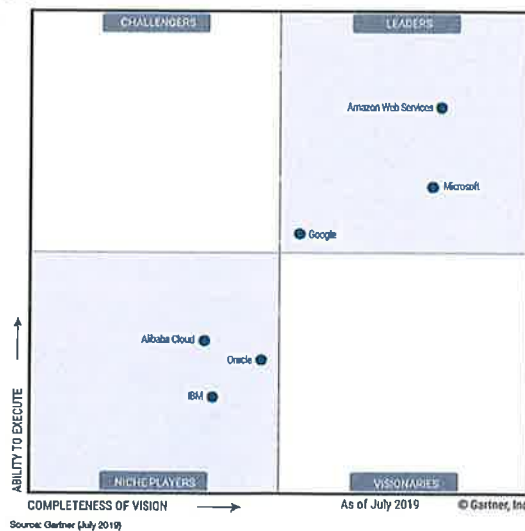 CHALLENGERS
LEADERS
Amazon Web Services
Microsoft
Google
Alibaba Cloud
Oracle
IBM
ABILITY TO EXECUTE
NICHE PLAYERS
VISIONARIES
COMPLETENESS OF VISION
As of July 2019
© Gartner, Inc
Source: Gartner (July 2019)